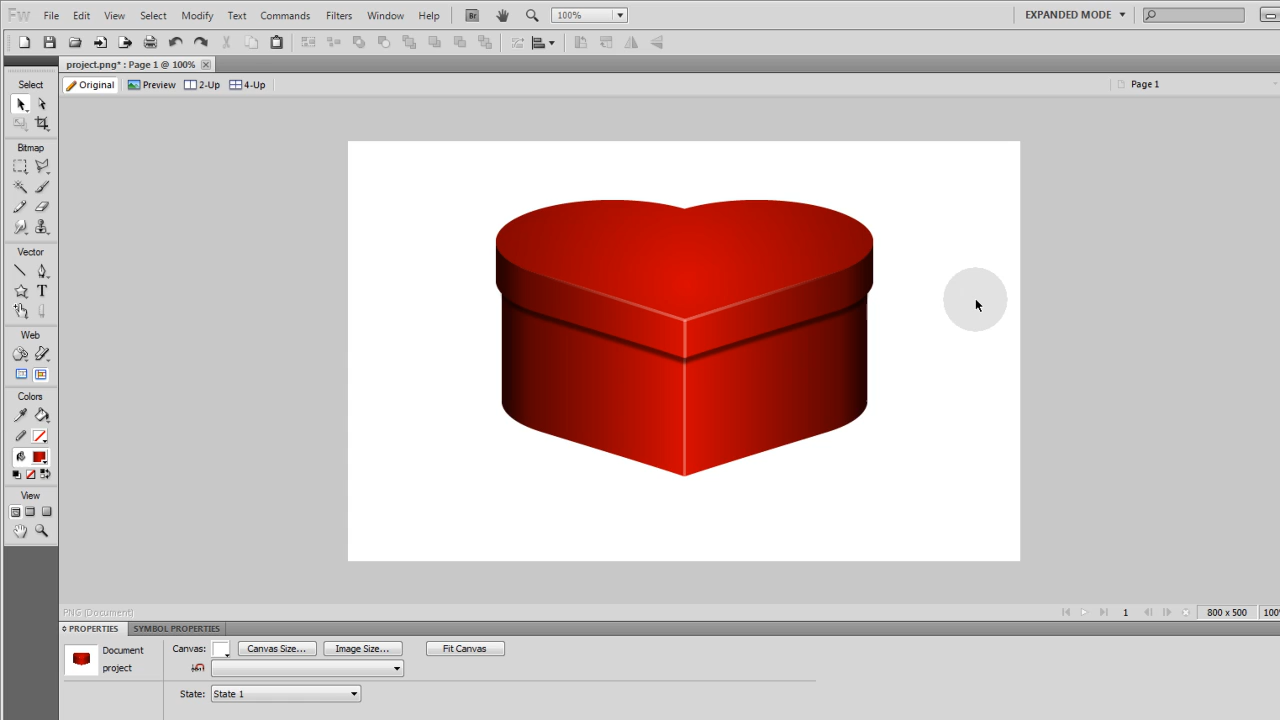 Fw File Edit View Select Modify Text Commands Filters Window Help Br 100% EXPANDED MODE
project.png* : Page 1 @ 100%
Select Original Preview 2-Up 4-Up Page 1
Bitmap
Vector
T
Web
Colors
View
PNG (Document) 1 800 x 500 100%
PROPERTIES SYMBOL PROPERTIES
Document Canvas: Canvas Size... Image Size... Fit Canvas
project
State: State 1